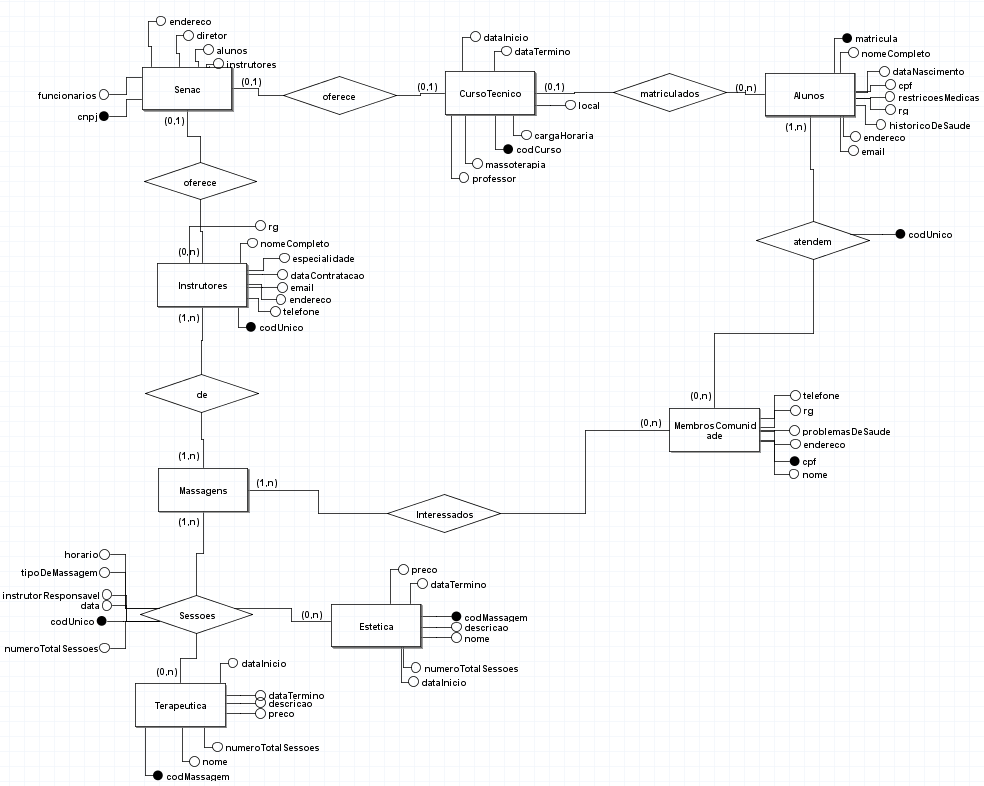 endereco
diretor
alunos
instrutores
funcionarios
cnpj
Senac
(0,1)
(0,1)
oferece
(0,1)
CursoTecnico
dataInicio
dataTermino
(0,1)
local
cargaHoraria
codCurso
massoterapia
professor
matriculados
(0,n)
Alunos
matricula
nomeCompleto
dataNascimento
cpf
restricoesMedicas
rg
historicoDeSaude
endereco
email
(1,n)
atendem
codUnico
oferece
(0,n)
Instrutores
rg
nomeCompleto
especialidade
dataContratacao
email
endereco
telefone
codUnico
(1,n)
de
(1,n)
Massagens
(1,n)
(1,n)
Interessados
(0,n)
(0,n)
MembrosComunid
ade
telefone
rg
problemasDeSaude
endereco
cpf
nome
horario
tipoDeMassagem
instrutorResponsavel
data
codUnico
numeroTotalSessoes
Sessoes
(0,n)
Estetica
preco
dataTermino
codMassagem
descricao
nome
numeroTotalSessoes
dataInicio
(0,n)
Terapeutica
dataInicio
dataTermino
descricao
preco
numeroTotalSessoes
nome
codMassagem